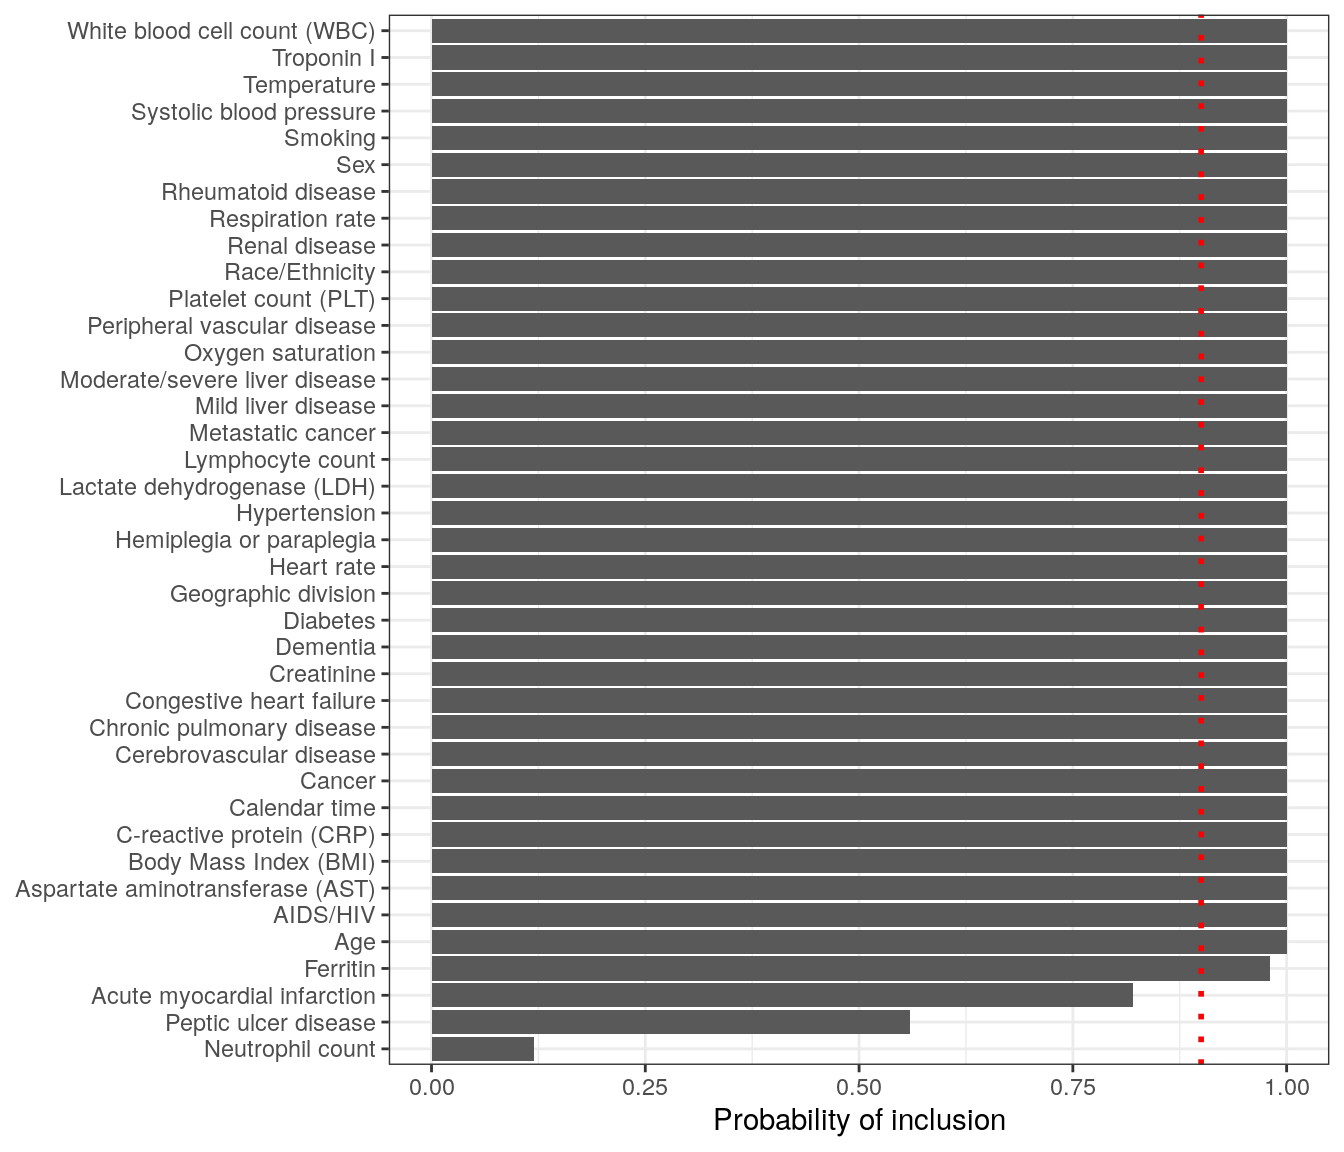 White blood cell count (WBC)
Troponin I
Temperature
Systolic blood pressure
Smoking
Sex
Rheumatoid disease
Respiration rate
Renal disease
Race/Ethnicity
Platelet count (PLT)
Peripheral vascular disease
Oxygen saturation
Moderate/severe liver disease
Mild liver disease
Metastatic cancer
Lymphocyte count
Lactate dehydrogenase (LDH)
Hypertension
Hemiplegia or paraplegia
Heart rate
Geographic division
Diabetes
Dementia
Creatinine
Congestive heart failure
Chronic pulmonary disease
Cerebrovascular disease
Cancer
Calendar time
C-reactive protein (CRP)
Body Mass Index (BMI)
Aspartate aminotransferase (AST)
AIDS/HIV
Age
Ferritin
Acute myocardial infarction
Peptic ulcer disease
Neutrophil count
0.00 0.25 0.50 0.75 1.00
Probability of inclusion